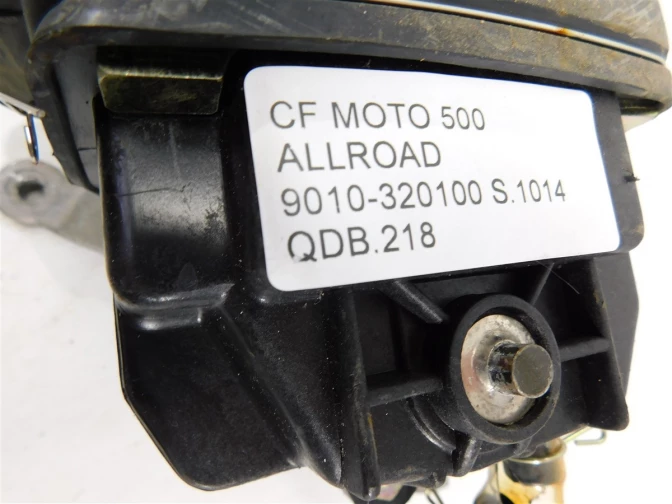 CF MOTO 500
ALLROAD
9010-320100 S.1014
QDB.218